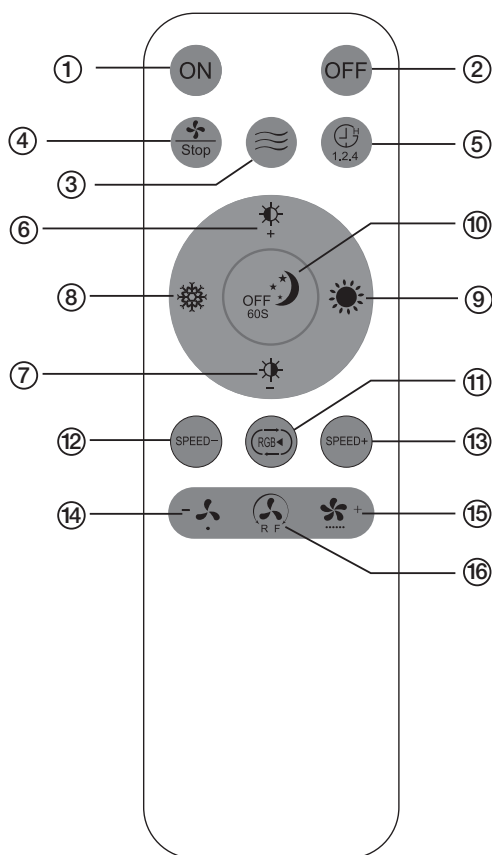 ① ON OFF ②
④ Stop ③ H 1.2.4 ⑤
⑥ + ⑩
⑧ OFF 60S ⑨
⑦ - ⑪
⑫ SPEED- RGB SPEED+ ⑬
⑭ - R F + ⑮
⑯